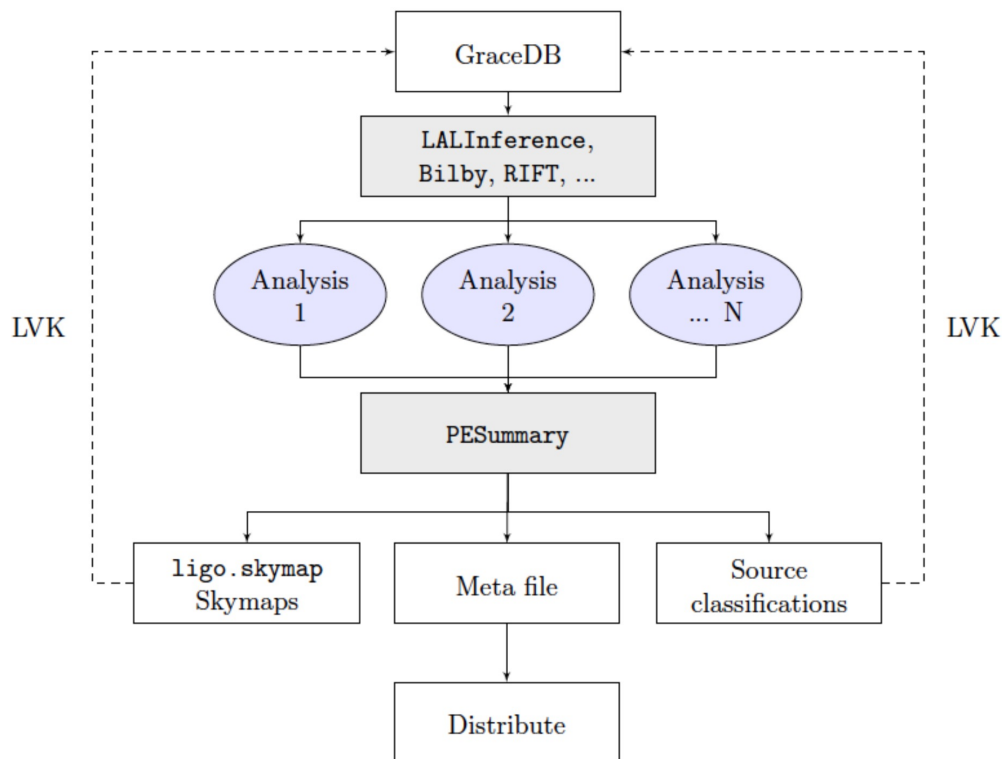 GraceDB
LALInference,
Bilby, RIFT, ...
Analysis
1
Analysis
2
Analysis
... N
LVK
LVK
PESummary
ligo.skymap
Skymaps
Meta file
Source
classifications
Distribute